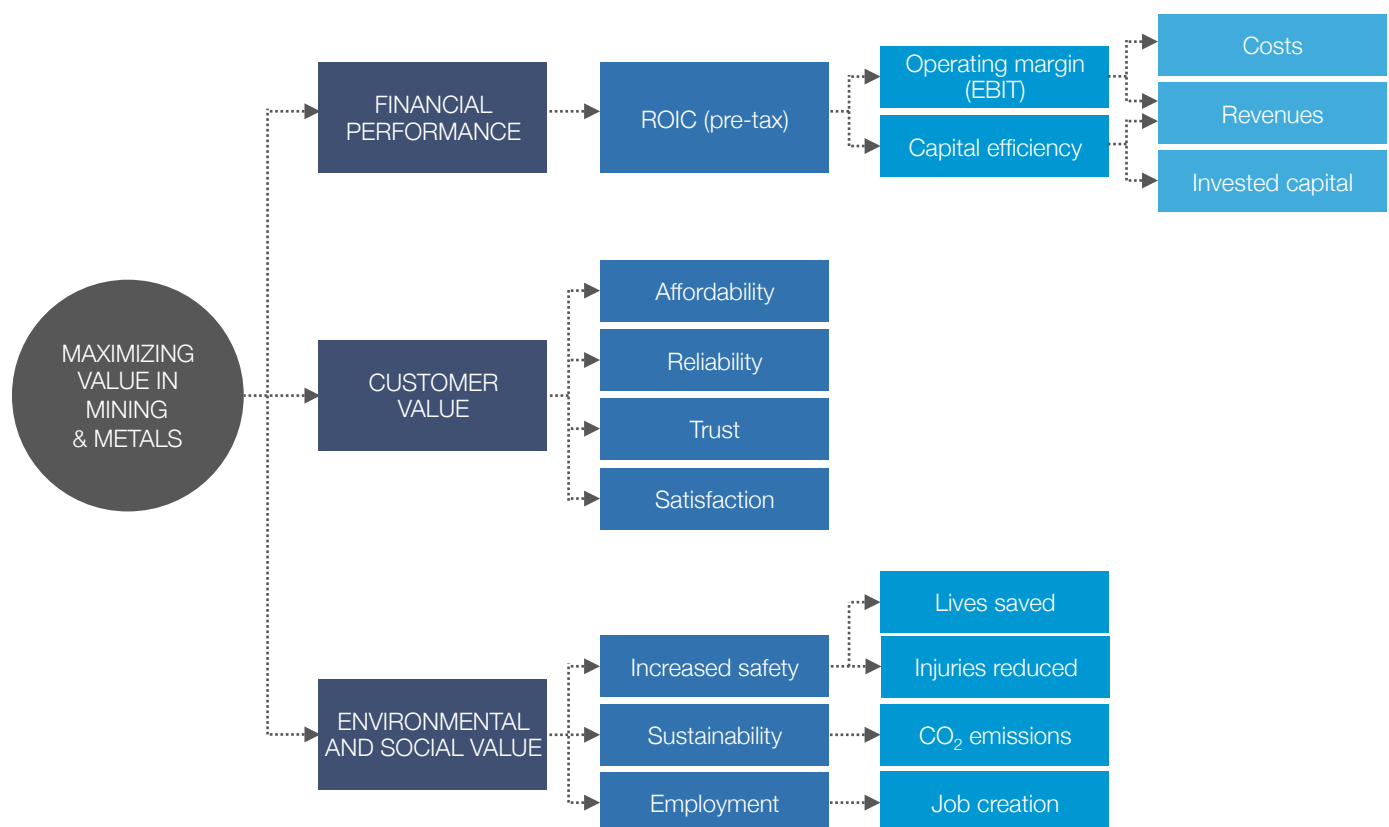 MAXIMIZING
VALUE IN
MINING
& METALS
FINANCIAL
PERFORMANCE
ROIC (pre-tax)
Operating margin
(EBIT)
Capital efficiency
Costs
Revenues
Invested capital
CUSTOMER
VALUE
Affordability
Reliability
Trust
Satisfaction
ENVIRONMENTAL
AND SOCIAL VALUE
Increased safety
Lives saved
Injuries reduced
Sustainability
CO₂ emissions
Employment
Job creation